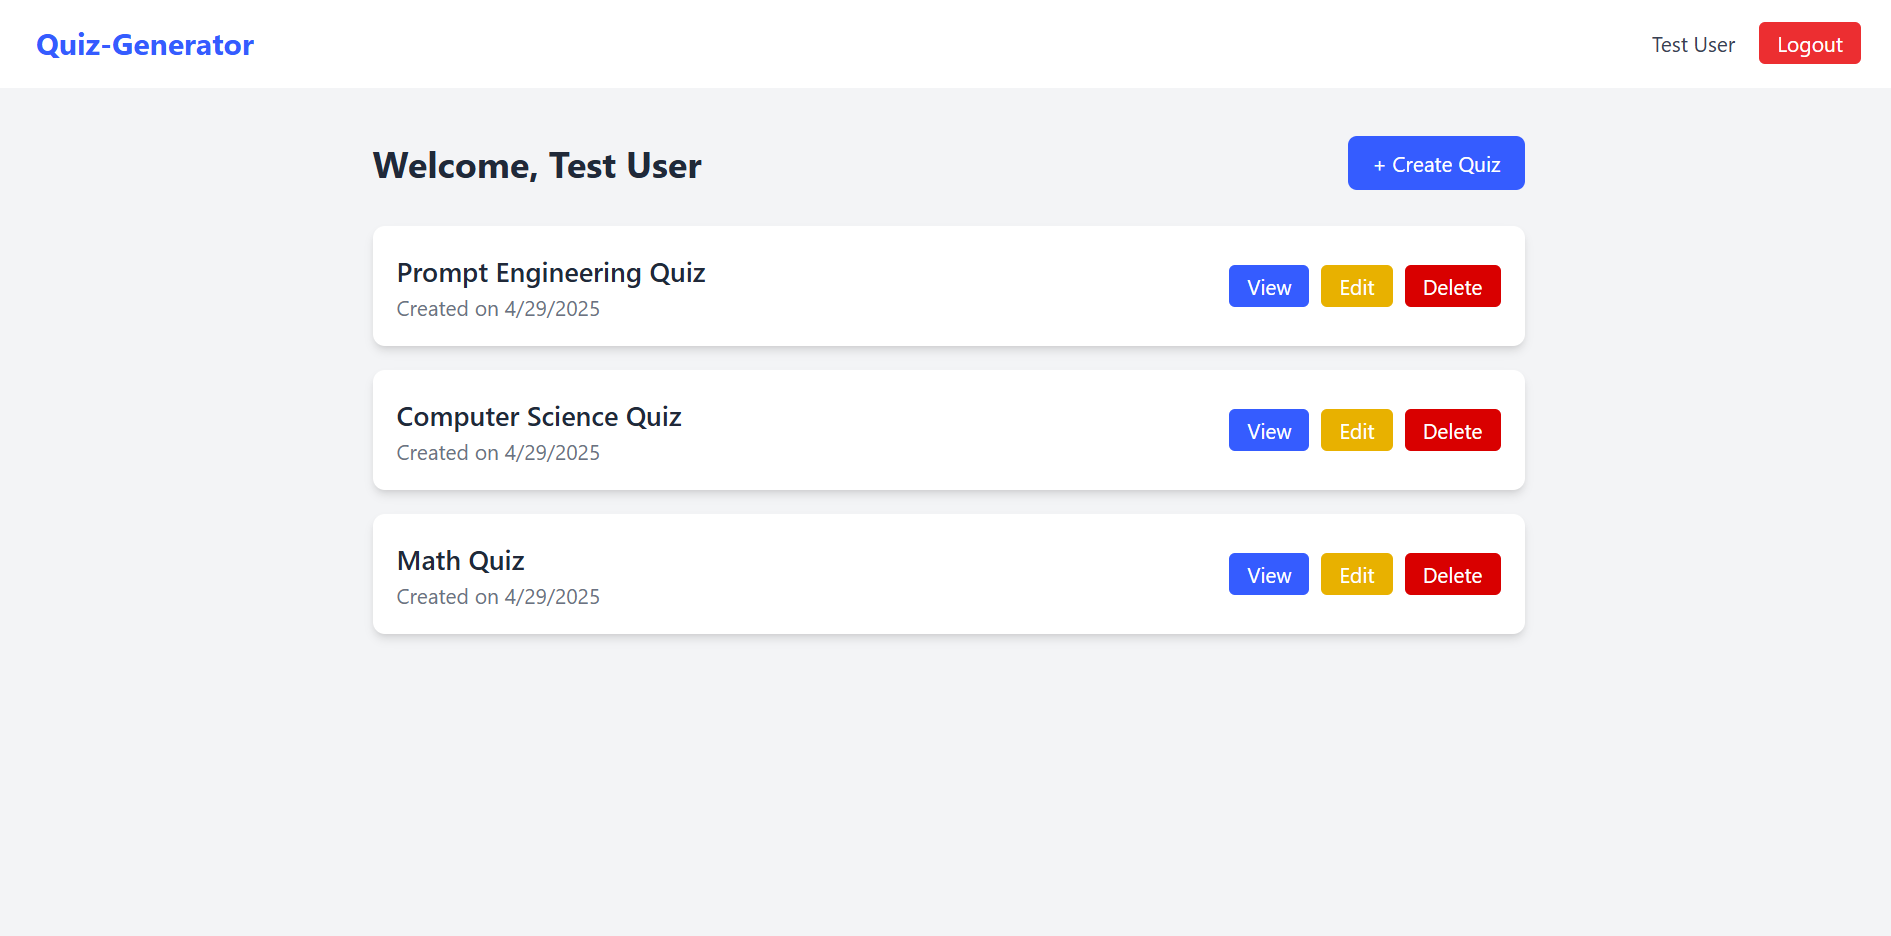 Quiz-Generator
Test User
Logout
Welcome, Test User
+ Create Quiz
Prompt Engineering Quiz
Created on 4/29/2025
View
Edit
Delete
Computer Science Quiz
Created on 4/29/2025
View
Edit
Delete
Math Quiz
Created on 4/29/2025
View
Edit
Delete